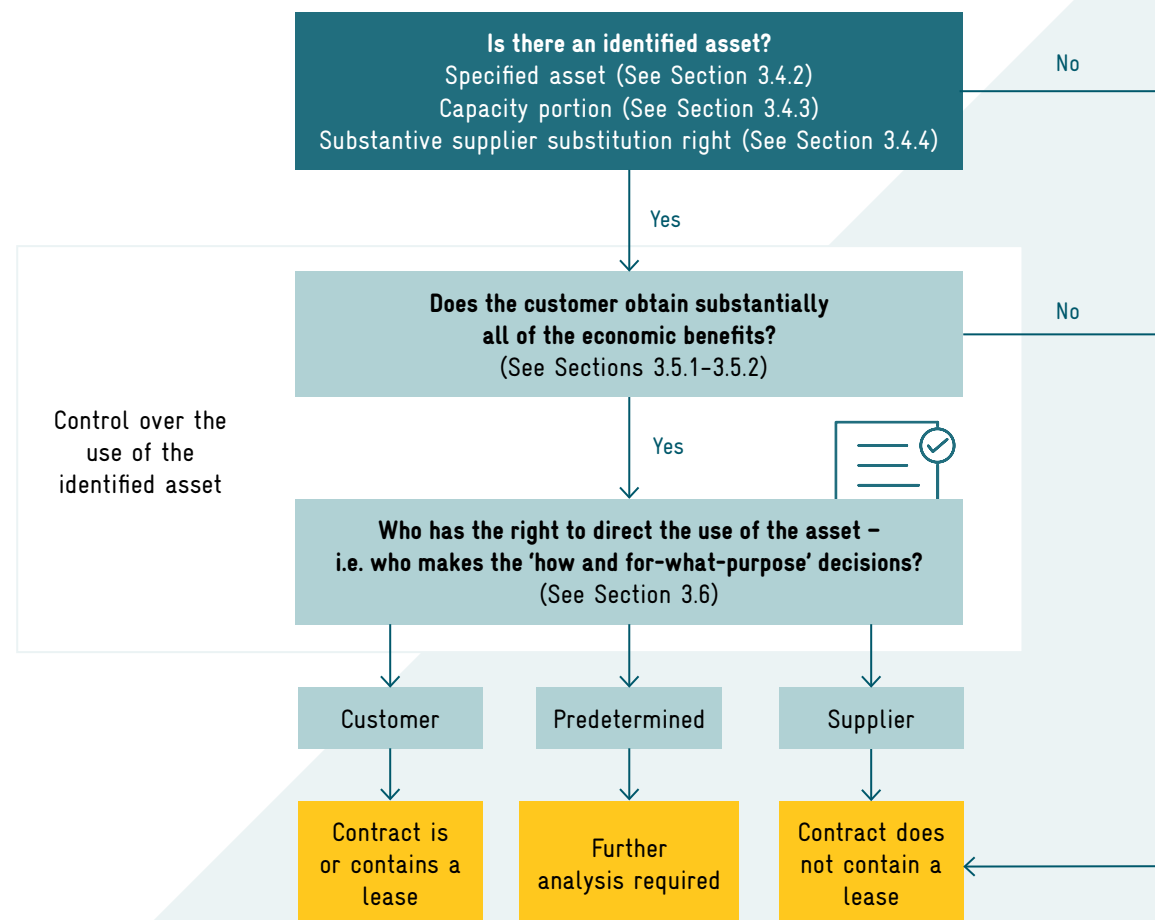 Is there an identified asset?
Specified asset (See Section 3.4.2)
Capacity portion (See Section 3.4.3)
Substantive supplier substitution right (See Section 3.4.4)
No
Yes
Does the customer obtain substantially
all of the economic benefits?
(See Sections 3.5.1–3.5.2)
No
Control over the
use of the
identified asset
Yes
Who has the right to direct the use of the asset –
i.e. who makes the ‘how and for-what-purpose’ decisions?
(See Section 3.6)
Customer
Predetermined
Supplier
Contract is
or contains a
lease
Further
analysis required
Contract does
not contain a
lease